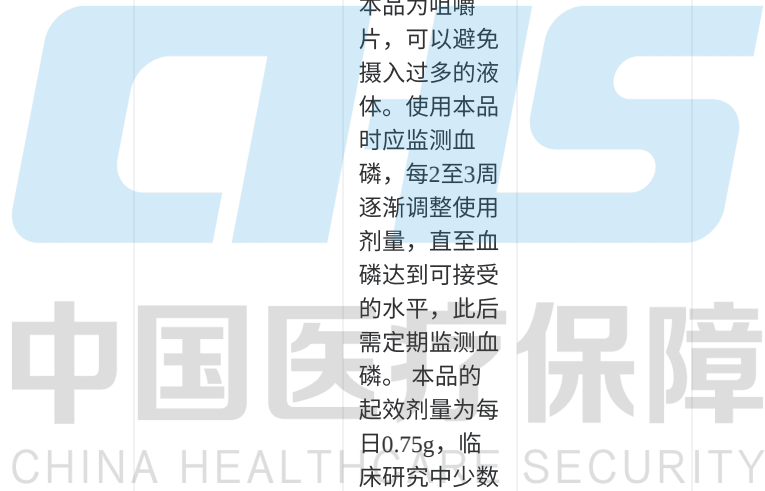 本品为咀嚼
片，可以避免
摄入过多的液
体。使用本品
时应监测血
磷，每2至3周
逐渐调整使用
剂量，直至血
磷达到可接受
的水平，此后
需定期监测血
磷。 本品的
起效剂量为每
日0.75g，临
床研究中少数
中国医疗保障
CHINA HEALTHCARE SECURITY